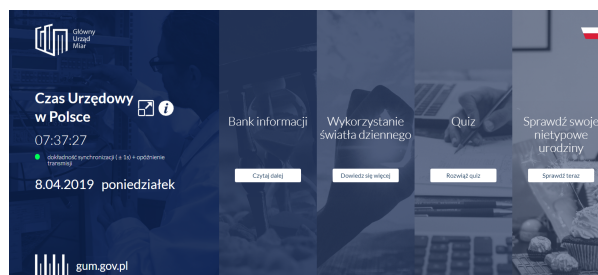 Główny
Urząd
Miar
Czas Urzędowy
w Polsce
07:37:27
dokładność synchronizacji ( ± 1s) + opóźnienie
transmisji
8.04.2019 poniedziałek
gum.gov.pl
Bank informacji
Czytaj dalej
Wykorzystanie
światła dziennego
Dowiedz się więcej
Quiz
Rozwiąż quiz
Sprawdź swoje
nietypowe
urodziny
Sprawdź teraz